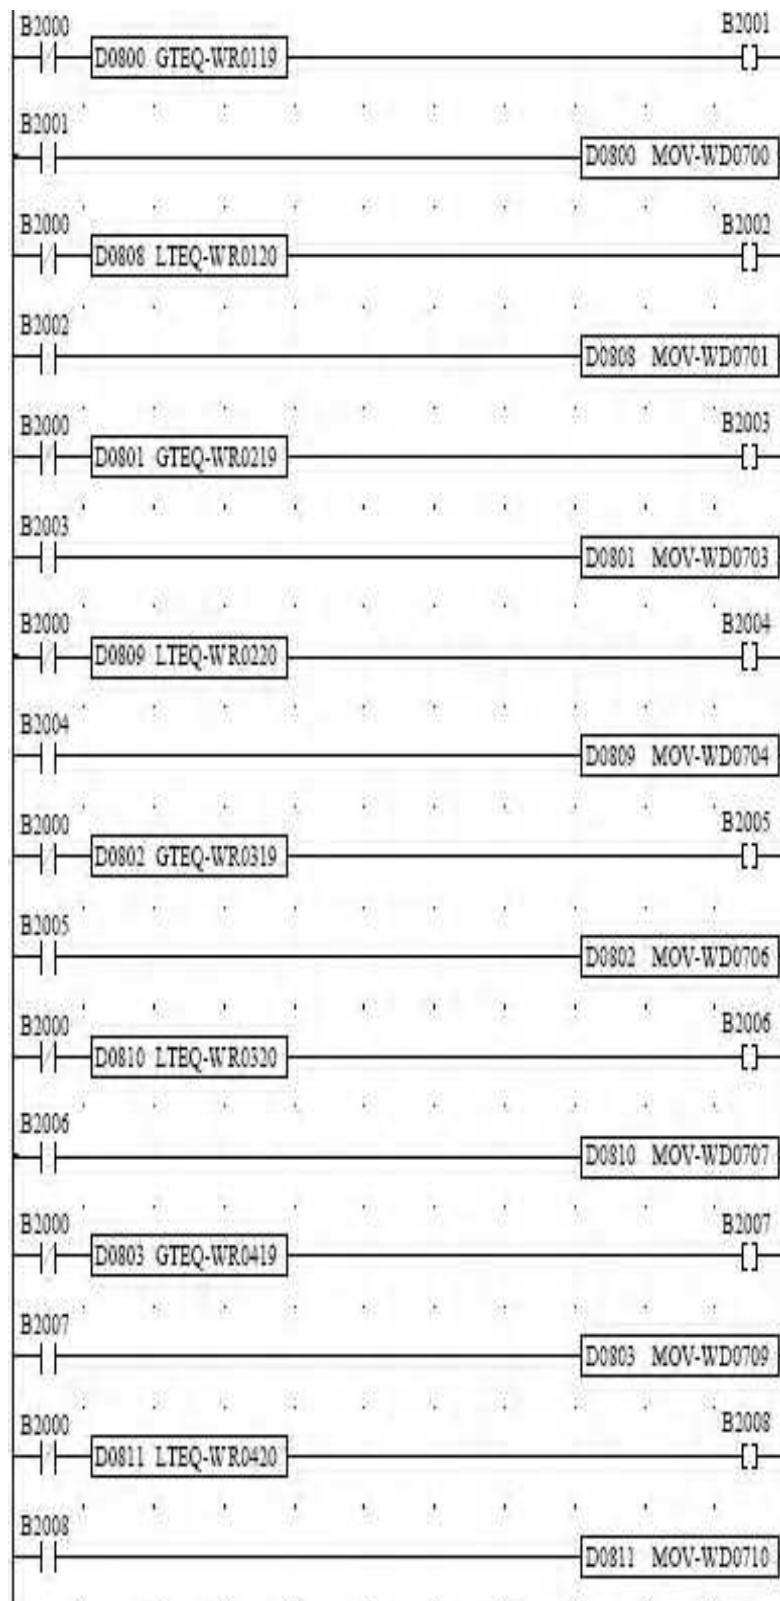 B2000 B2001
D0800 GTEQ-WR0119
B2001
D0800 MOV-WD0700
B2000 B2002
D0808 LTEQ-WR0120
B2002
D0808 MOV-WD0701
B2000 B2003
D0801 GTEQ-WR0219
B2003
D0801 MOV-WD0703
B2000 B2004
D0809 LTEQ-WR0220
B2004
D0809 MOV-WD0704
B2000 B2005
D0802 GTEQ-WR0319
B2005
D0802 MOV-WD0706
B2000 B2006
D0810 LTEQ-WR0320
B2006
D0810 MOV-WD0707
B2000 B2007
D0803 GTEQ-WR0419
B2007
D0803 MOV-WD0709
B2000 B2008
D0811 LTEQ-WR0420
B2008
D0811 MOV-WD0710